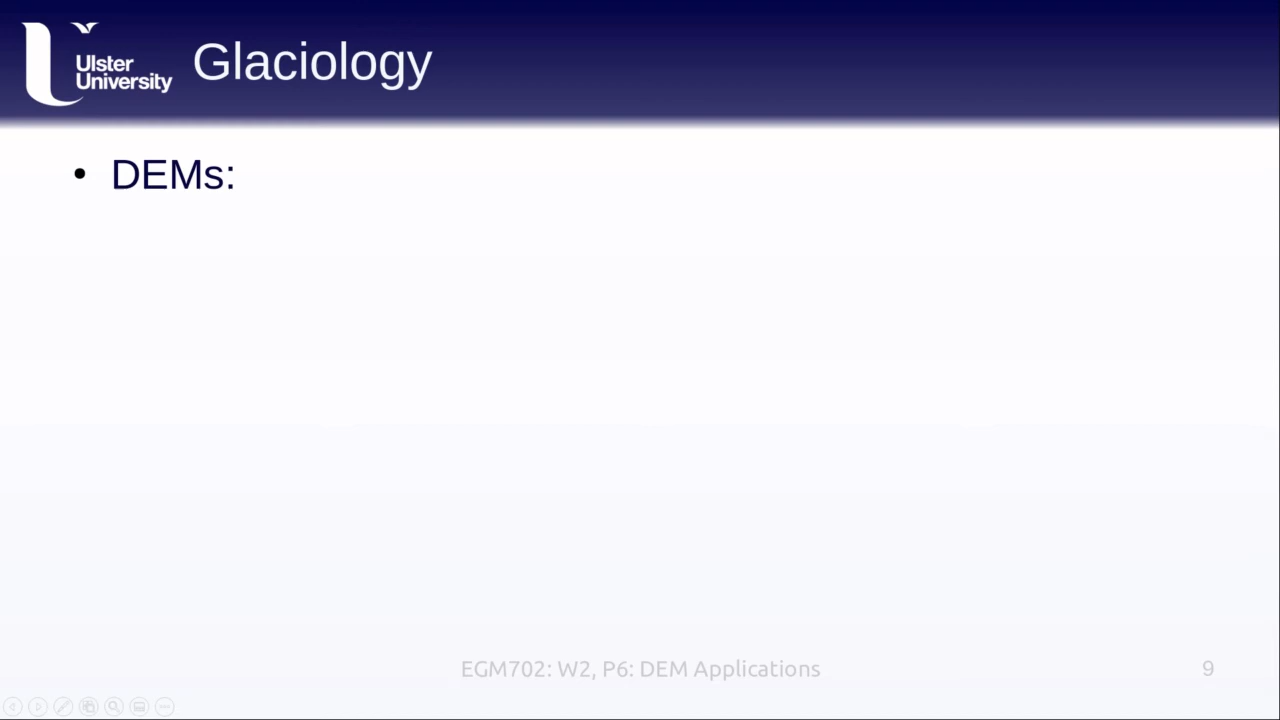 Ulster
University
Glaciology
• DEMs:
EGM702: W2, P6: DEM Applications
9